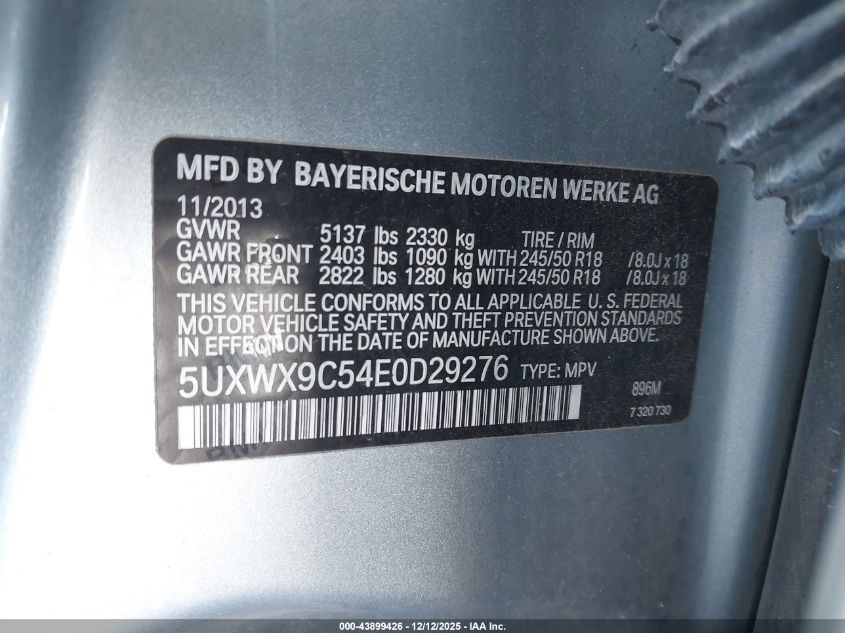 MFD BY BAYERISCHE MOTOREN WERKE AG
11/2013
GVWR 5137 lbs 2330 kg TIRE / RIM
GAWR FRONT 2403 lbs 1090 kg WITH 245/50 R18 /8.0J x 18
GAWR REAR 2822 lbs 1280 kg WITH 245/50 R18 /8.0J x 18
THIS VEHICLE CONFORMS TO ALL APPLICABLE U. S. FEDERAL
MOTOR VEHICLE SAFETY AND THEFT PREVENTION STANDARDS
IN EFFECT ON THE DATE OF MANUFACTURE SHOWN ABOVE.
5UXWX9C54E0D29276 TYPE: MPV
896M
7 320 730
000-43899426 - 12/12/2025 - IAA Inc.